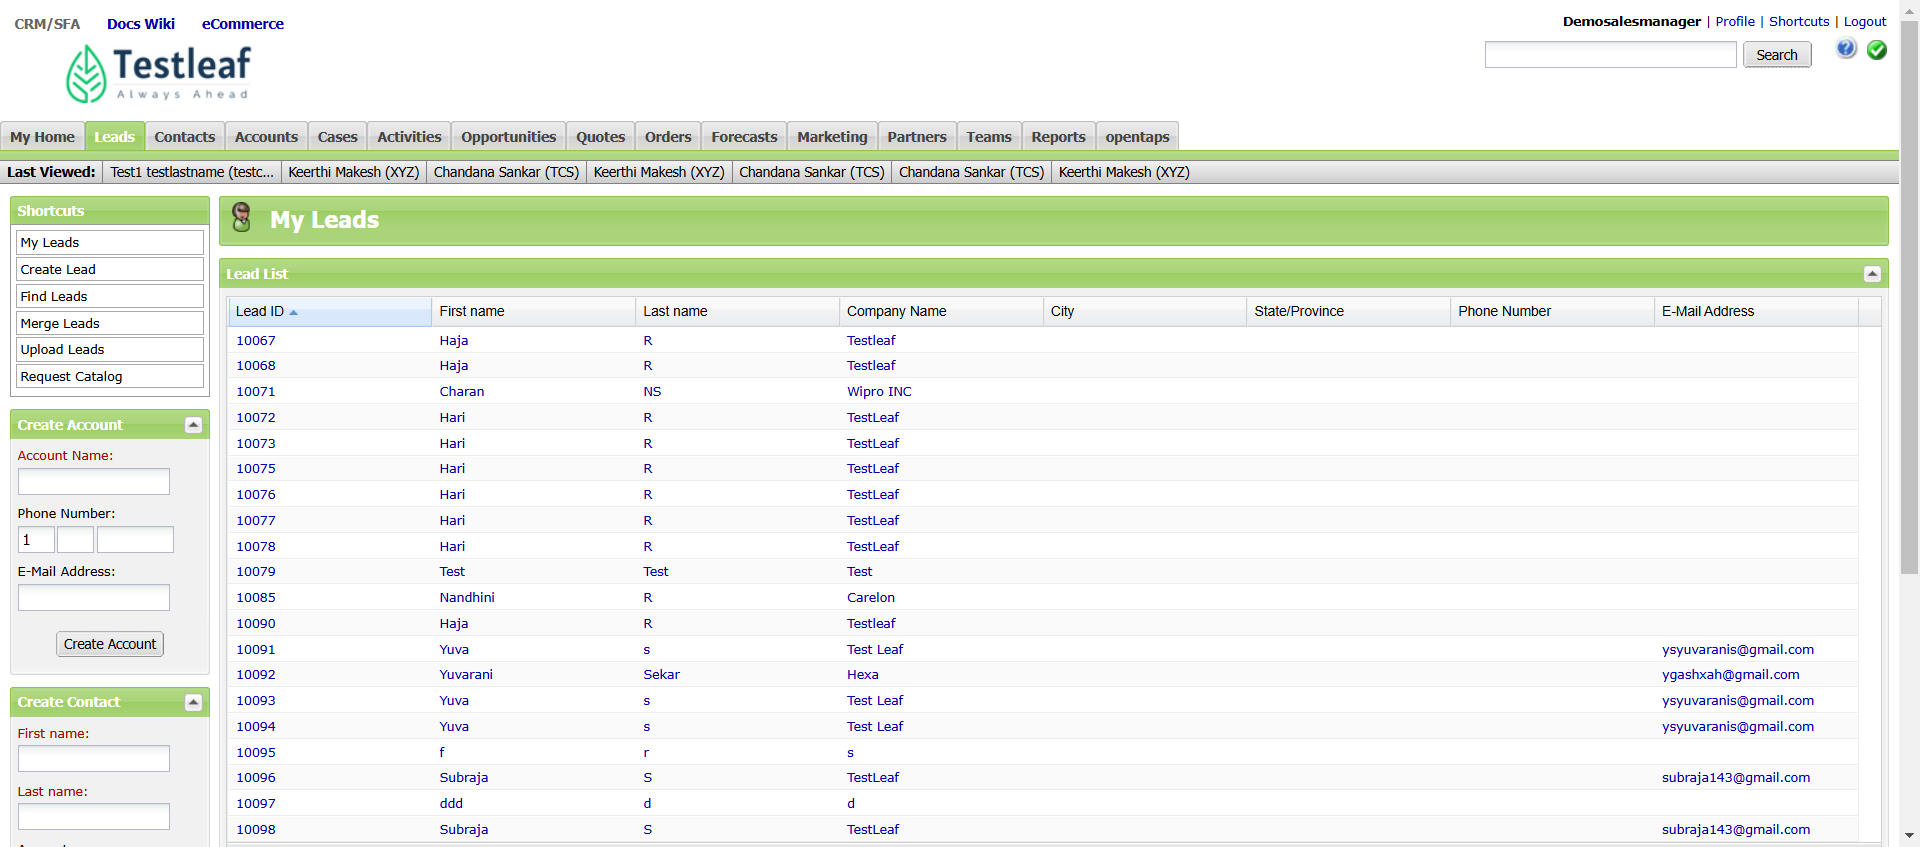 CRM/SFA Docs Wiki eCommerce
Demosalesmanager | Profile | Shortcuts | Logout
Testleaf
Always Ahead
Search
My Home Leads Contacts Accounts Cases Activities Opportunities Quotes Orders Forecasts Marketing Partners Teams Reports opentaps
Last Viewed: Test1 testlastname (testc... Keerthi Makesh (XYZ) Chandana Sankar (TCS) Keerthi Makesh (XYZ) Chandana Sankar (TCS) Chandana Sankar (TCS) Keerthi Makesh (XYZ)
Shortcuts
My Leads
Create Lead
Find Leads
Merge Leads
Upload Leads
Request Catalog
Create Account
Account Name:
Phone Number:
1
E-Mail Address:
Create Account
Create Contact
First name:
Last name:
My Leads
Lead List
Lead ID First name Last name Company Name City State/Province Phone Number E-Mail Address
10067 Haja R Testleaf
10068 Haja R Testleaf
10071 Charan NS Wipro INC
10072 Hari R TestLeaf
10073 Hari R TestLeaf
10075 Hari R TestLeaf
10076 Hari R TestLeaf
10077 Hari R TestLeaf
10078 Hari R TestLeaf
10079 Test Test Test
10085 Nandhini R Carelon
10090 Haja R Testleaf
10091 Yuva s Test Leaf ysyuvaranis@gmail.com
10092 Yuvarani Sekar Hexa ygashxah@gmail.com
10093 Yuva s Test Leaf ysyuvaranis@gmail.com
10094 Yuva s Test Leaf ysyuvaranis@gmail.com
10095 f r s
10096 Subraja S TestLeaf subraja143@gmail.com
10097 ddd d d
10098 Subraja S TestLeaf subraja143@gmail.com